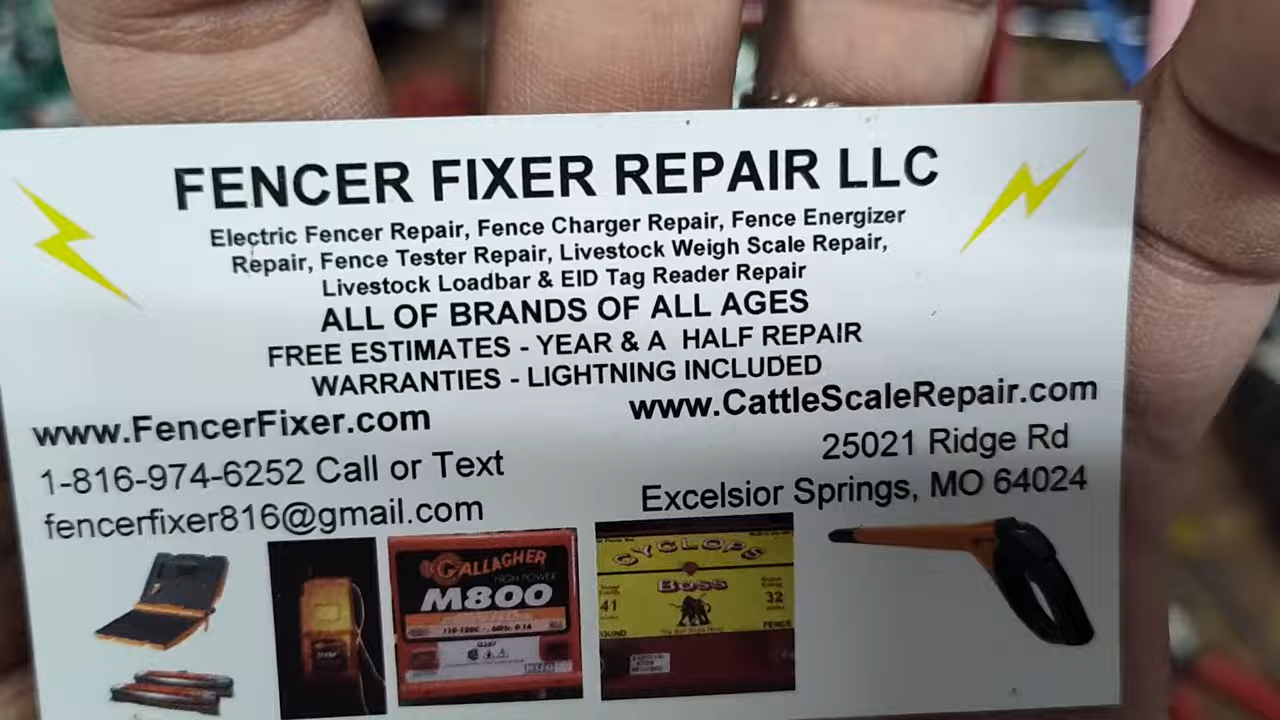 FENCER FIXER REPAIR LLC
Electric Fencer Repair, Fence Charger Repair, Fence Energizer
Repair, Fence Tester Repair, Livestock Weigh Scale Repair,
Livestock Loadbar & EID Tag Reader Repair
ALL OF BRANDS OF ALL AGES
FREE ESTIMATES - YEAR & A HALF REPAIR
WARRANTIES - LIGHTNING INCLUDED
www.FencerFixer.com
www.CattleScaleRepair.com
1-816-974-6252 Call or Text
25021 Ridge Rd
fencerfixer816@gmail.com
Excelsior Springs, MO 64024
GALLAGHER
HIGH POWER
M800
CYCLOPS
BOSS
41
32
FENCE